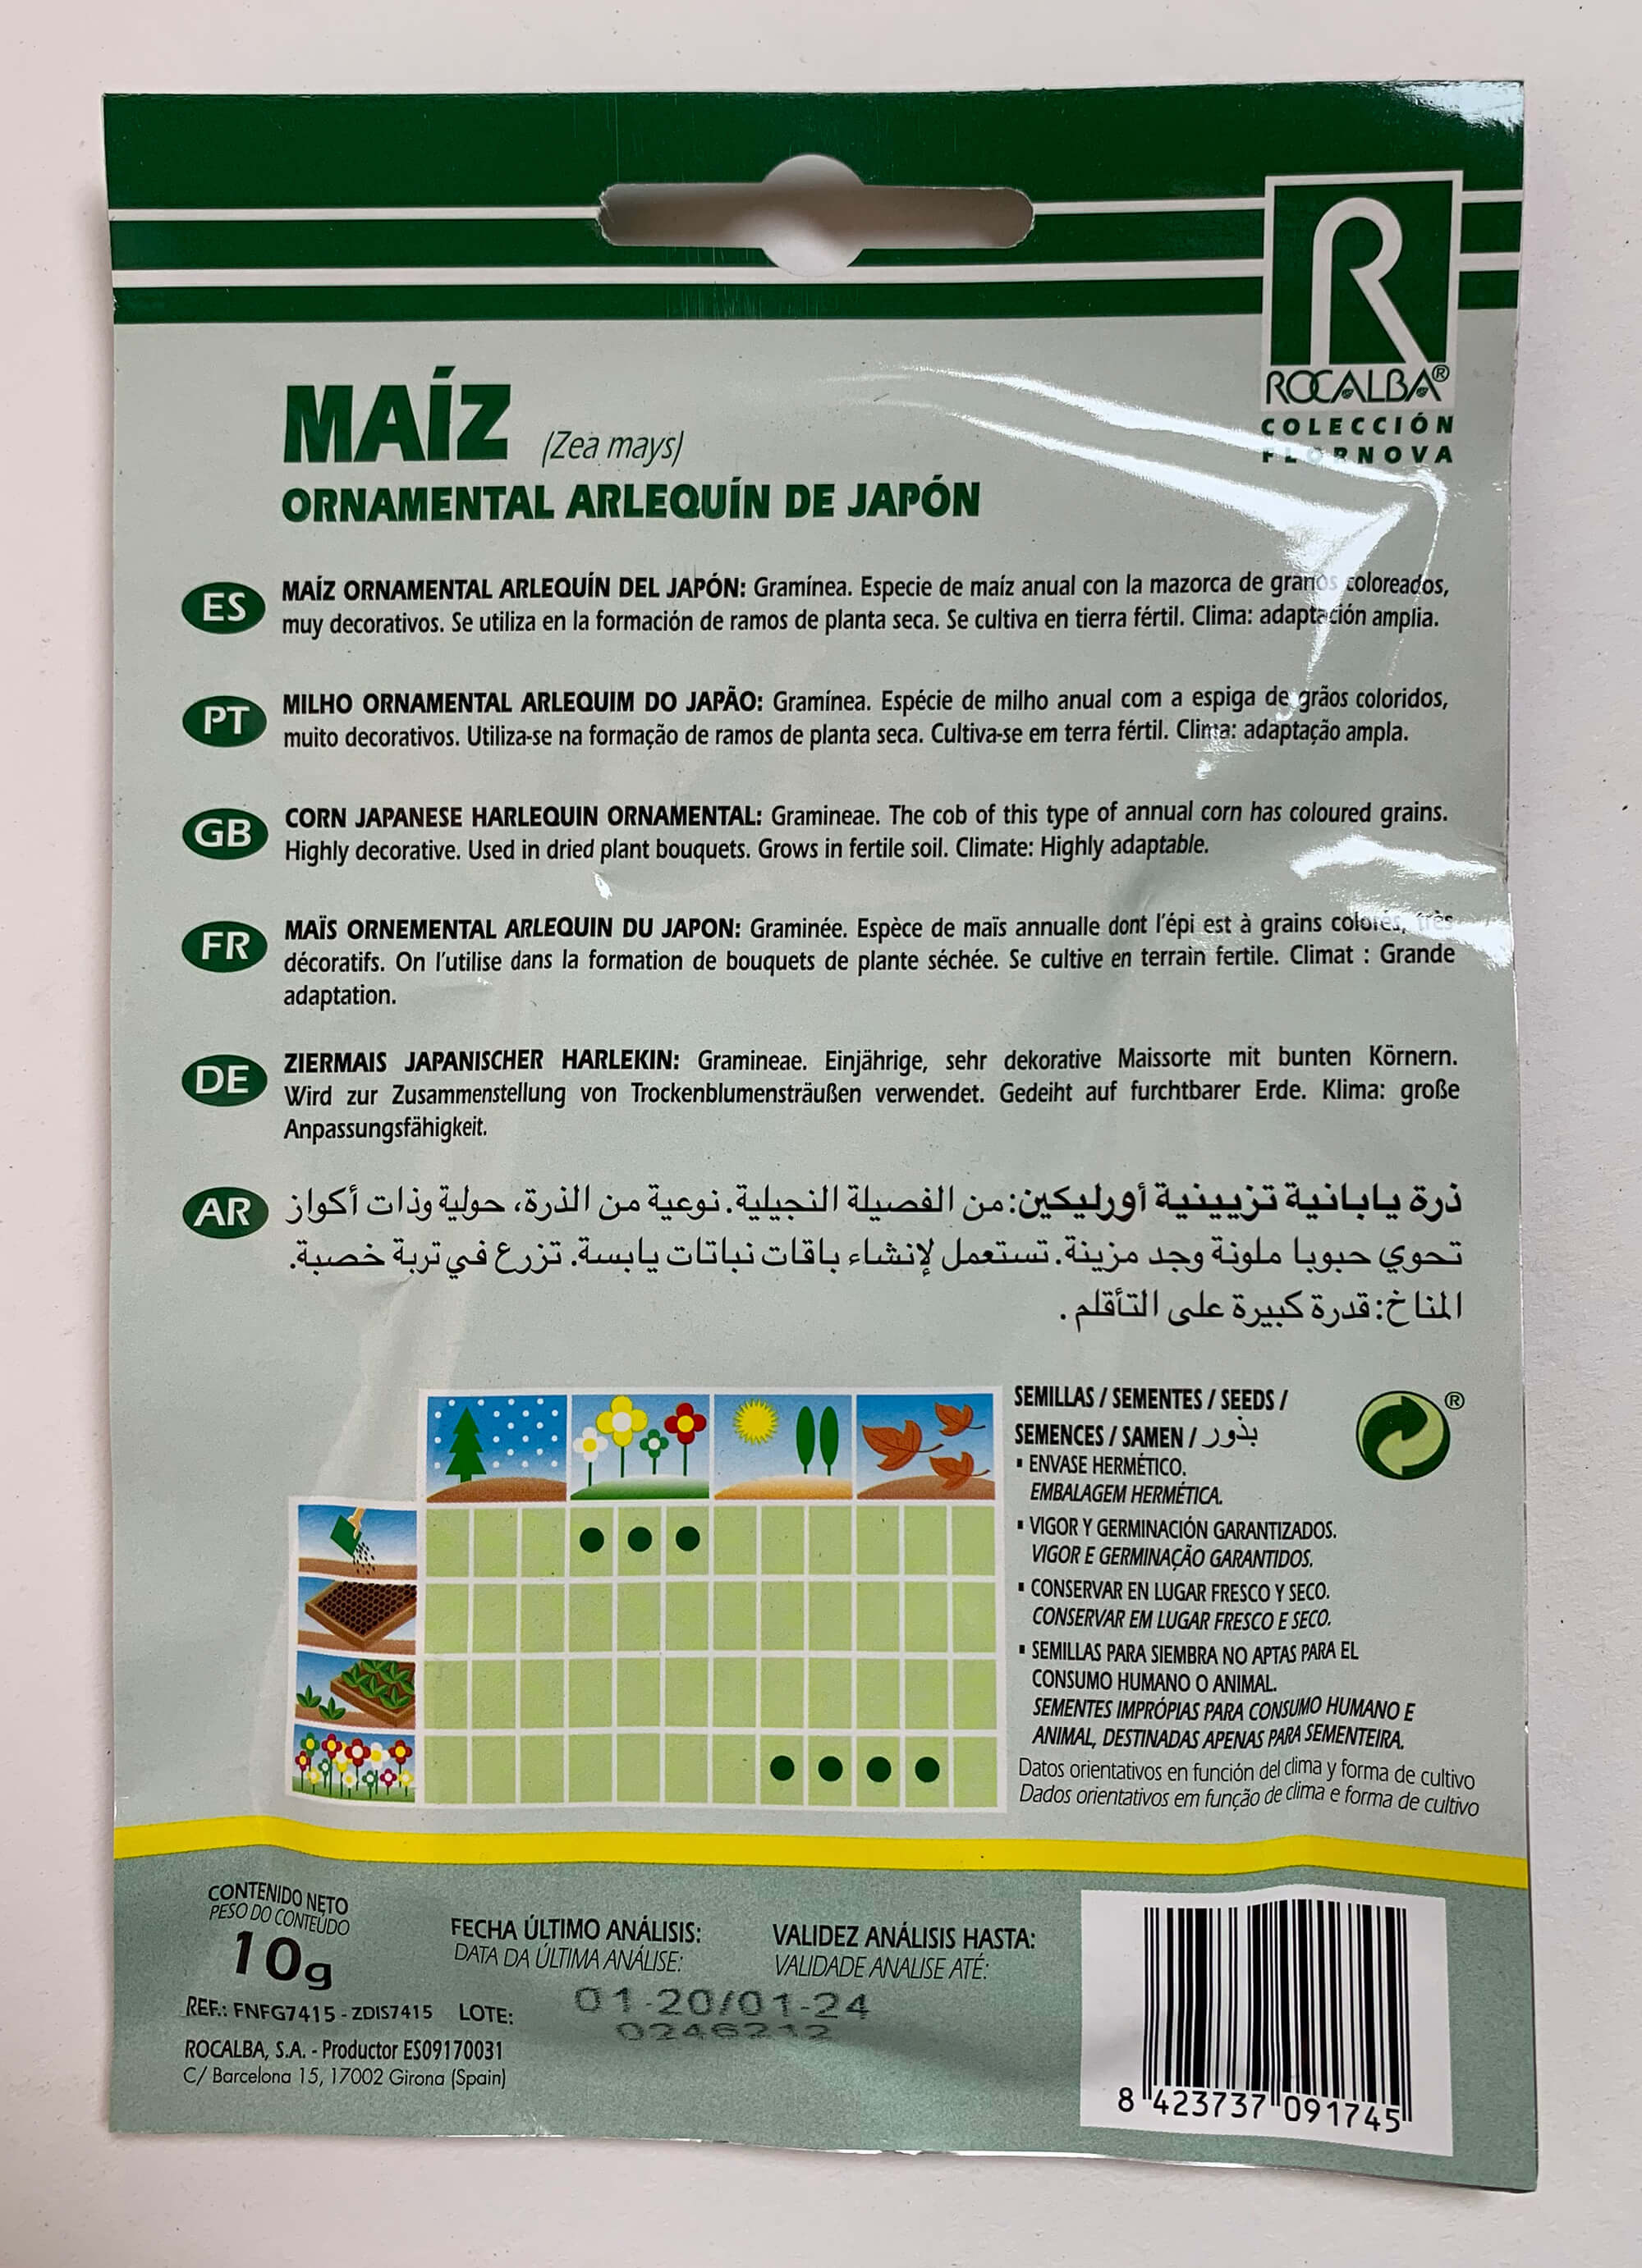 R
ROCALBA®
COLECCIÓN
FLORNOVA
MAÍZ (Zea mays)
ORNAMENTAL ARLEQUÍN DE JAPÓN
ES
MAÍZ ORNAMENTAL ARLEQUÍN DEL JAPÓN: Gramínea. Especie de maíz anual con la mazorca de granos coloreados,
muy decorativos. Se utiliza en la formación de ramos de planta seca. Se cultiva en tierra fértil. Clima: adaptación amplia.
PT
MILHO ORNAMENTAL ARLEQUIM DO JAPÃO: Gramínea. Espécie de milho anual com a espiga de grãos coloridos,
muito decorativos. Utiliza-se na formação de ramos de planta seca. Cultiva-se em terra fértil. Clima: adaptação ampla.
GB
CORN JAPANESE HARLEQUIN ORNAMENTAL: Gramineae. The cob of this type of annual corn has coloured grains.
Highly decorative. Used in dried plant bouquets. Grows in fertile soil. Climate: Highly adaptable.
FR
MAÏS ORNEMENTAL ARLEQUIN DU JAPON: Graminée. Espèce de maïs annualle dont l'épi est à grains colorés, très
décoratifs. On l'utilise dans la formation de bouquets de plante séchée. Se cultive en terrain fertile. Climat : Grande
adaptation.
DE
ZIERMAIS JAPANISCHER HARLEKIN: Gramineae. Einjährige, sehr dekorative Maissorte mit bunten Körnern.
Wird zur Zusammenstellung von Trockenblumensträußen verwendet. Gedeiht auf furchtbarer Erde. Klima: große
Anpassungsfähigkeit.
AR
ذرة يابانية تزيينية أورليكين: من الفصيلة النجيلية. نوعية من الذرة، حولية وذات أكواز
تحوي حبوبا ملونة وجد مزينة. تستعمل لإنشاء باقات نباتات يابسة. تزرع في تربة خصبة.
المناخ: قدرة كبيرة على التأقلم.
SEMILLAS / SEMENTES / SEEDS /
SEMENCES / SAMEN / بذور
®
▪ ENVASE HERMÉTICO.
EMBALAGEM HERMÉTICA.
▪ VIGOR Y GERMINACIÓN GARANTIZADOS.
VIGOR E GERMINAÇÃO GARANTIDOS.
▪ CONSERVAR EN LUGAR FRESCO Y SECO.
CONSERVAR EM LUGAR FRESCO E SECO.
▪ SEMILLAS PARA SIEMBRA NO APTAS PARA EL
CONSUMO HUMANO O ANIMAL.
SEMENTES IMPRÓPIAS PARA CONSUMO HUMANO E
ANIMAL, DESTINADAS APENAS PARA SEMENTEIRA.
Datos orientativos en función del clima y forma de cultivo
Dados orientativos em função de clima e forma de cultivo
CONTENIDO NETO
PESO DO CONTEÚDO
10g
FECHA ÚLTIMO ANÁLISIS:
DATA DA ÚLTIMA ANÁLISE:
VALIDEZ ANÁLISIS HASTA:
VALIDADE ANALISE ATÉ:
01-20/01-24
REF.: FNFG7415 - ZDIS7415 LOTE:
0246212
ROCALBA, S.A. - Productor ES09170031
C/ Barcelona 15, 17002 Girona (Spain)
8 423737 091745